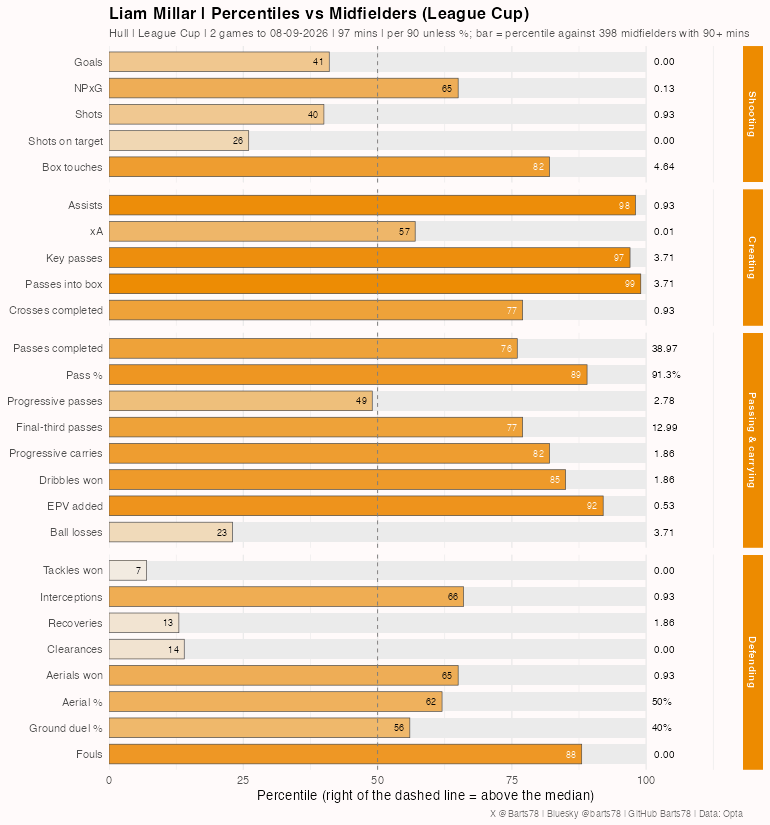 Liam Millar | Percentiles vs Midfielders (League Cup)
Hull | League Cup | 2 games to 08-09-2026 | 97 mins | per 90 unless %; bar = percentile against 398 midfielders with 90+ mins
Goals 41 0.00
NPxG 65 0.13
Shots 40 0.93
Shots on target 26 0.00
Box touches 82 4.64
Shooting
Assists 98 0.93
xA 57 0.01
Key passes 97 3.71
Passes into box 99 3.71
Crosses completed 77 0.93
Creating
Passes completed 76 38.97
Pass % 89 91.3%
Progressive passes 49 2.78
Final-third passes 77 12.99
Progressive carries 82 1.86
Dribbles won 85 1.86
EPV added 92 0.53
Ball losses 23 3.71
Passing & carrying
Tackles won 7 0.00
Interceptions 66 0.93
Recoveries 13 1.86
Clearances 14 0.00
Aerials won 65 0.93
Aerial % 62 50%
Ground duel % 56 40%
Fouls 88 0.00
Defending
0 25 50 75 100
Percentile (right of the dashed line = above the median)
X @Barts78 | Bluesky @barts78 | GitHub Barts78 | Data: Opta